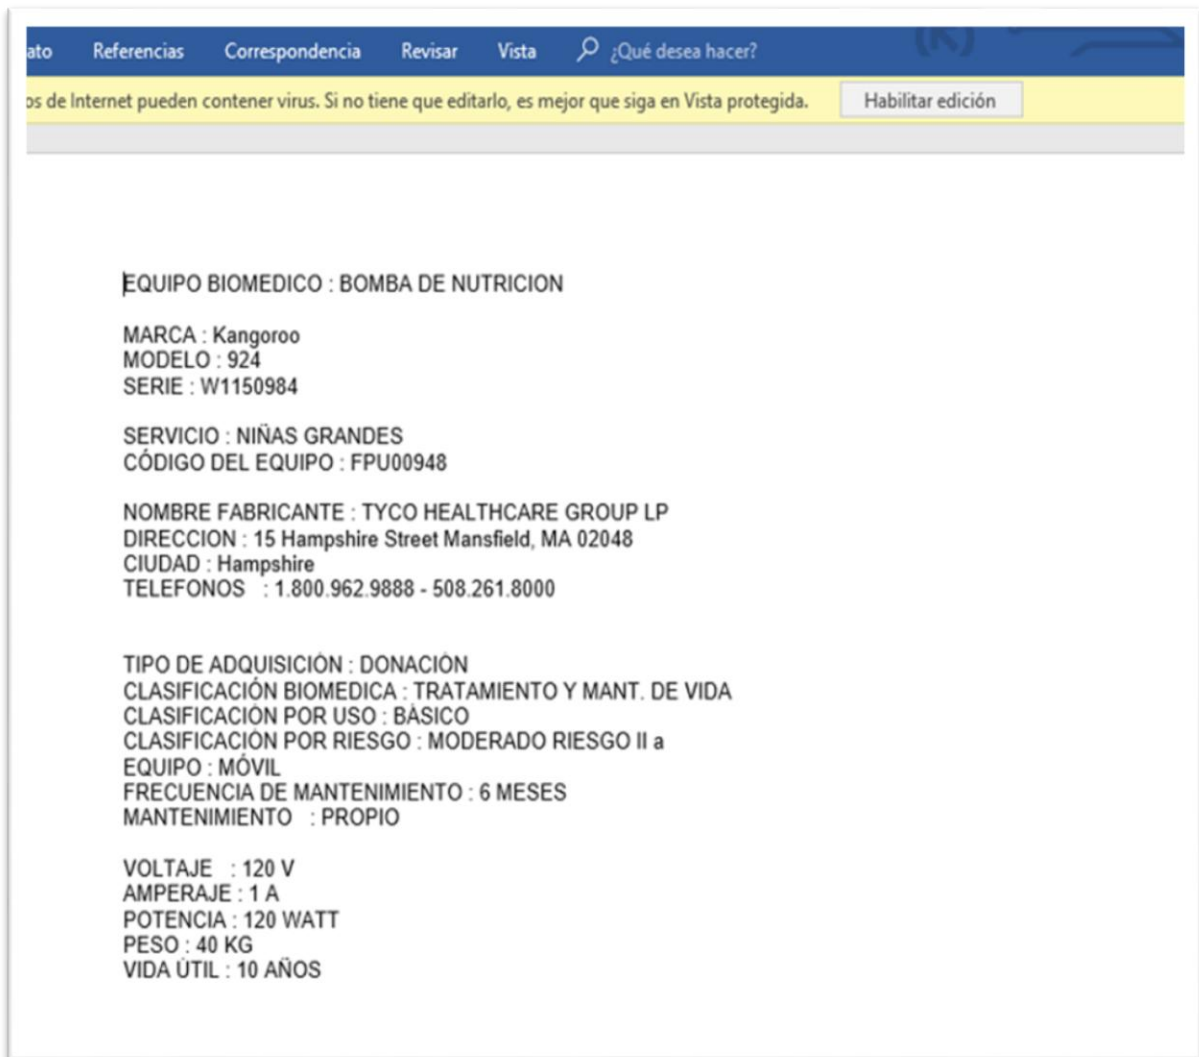 ato Referencias Correspondencia Revisar Vista ¿Qué desea hacer?
os de Internet pueden contener virus. Si no tiene que editarlo, es mejor que siga en Vista protegida. Habilitar edición
EQUIPO BIOMEDICO : BOMBA DE NUTRICION
MARCA : Kangoroo
MODELO : 924
SERIE : W1150984
SERVICIO : NIÑAS GRANDES
CÓDIGO DEL EQUIPO : FPU00948
NOMBRE FABRICANTE : TYCO HEALTHCARE GROUP LP
DIRECCION : 15 Hampshire Street Mansfield, MA 02048
CIUDAD : Hampshire
TELEFONOS : 1.800.962.9888 - 508.261.8000
TIPO DE ADQUISICIÓN : DONACIÓN
CLASIFICACIÓN BIOMEDICA : TRATAMIENTO Y MANT. DE VIDA
CLASIFICACIÓN POR USO : BÁSICO
CLASIFICACIÓN POR RIESGO : MODERADO RIESGO II a
EQUIPO : MÓVIL
FRECUENCIA DE MANTENIMIENTO : 6 MESES
MANTENIMIENTO : PROPIO
VOLTAJE : 120 V
AMPERAJE : 1 A
POTENCIA : 120 WATT
PESO : 40 KG
VIDA ÚTIL : 10 AÑOS